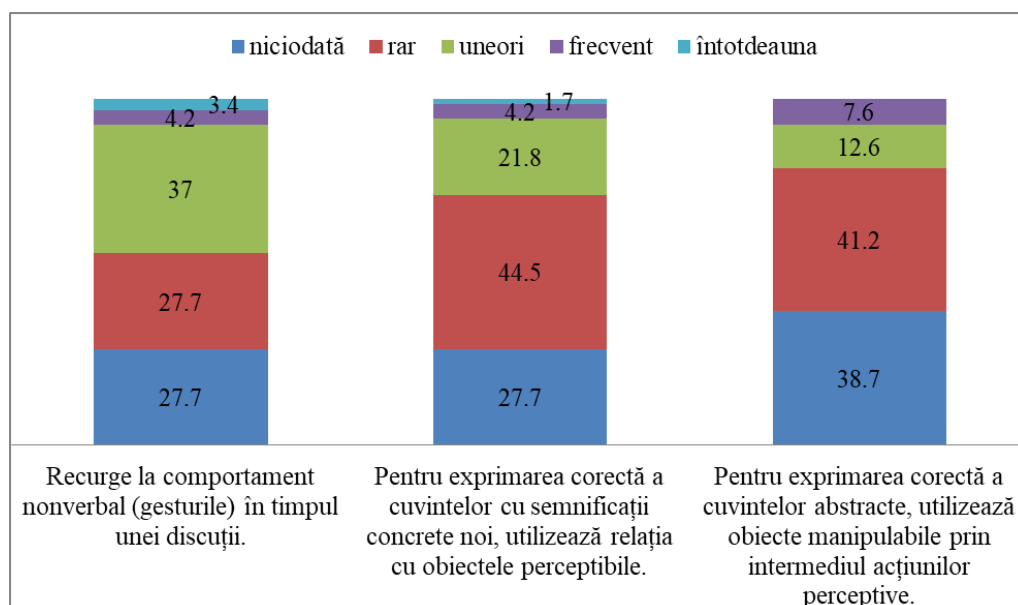 niciodată rar uneori frecvent întotdeauna
3.4
4.2
37
27.7
27.7
1.7
4.2
21.8
44.5
27.7
7.6
12.6
41.2
38.7
Recurge la comportament
nonverbal (gesturile) în timpul
unei discuții.
Pentru exprimarea corectă a
cuvintelor cu semnificații
concrete noi, utilizează relația
cu obiectele perceptibile.
Pentru exprimarea corectă a
cuvintelor abstracte, utilizează
obiecte manipulabile prin
intermediul acțiunilor
perceptive.